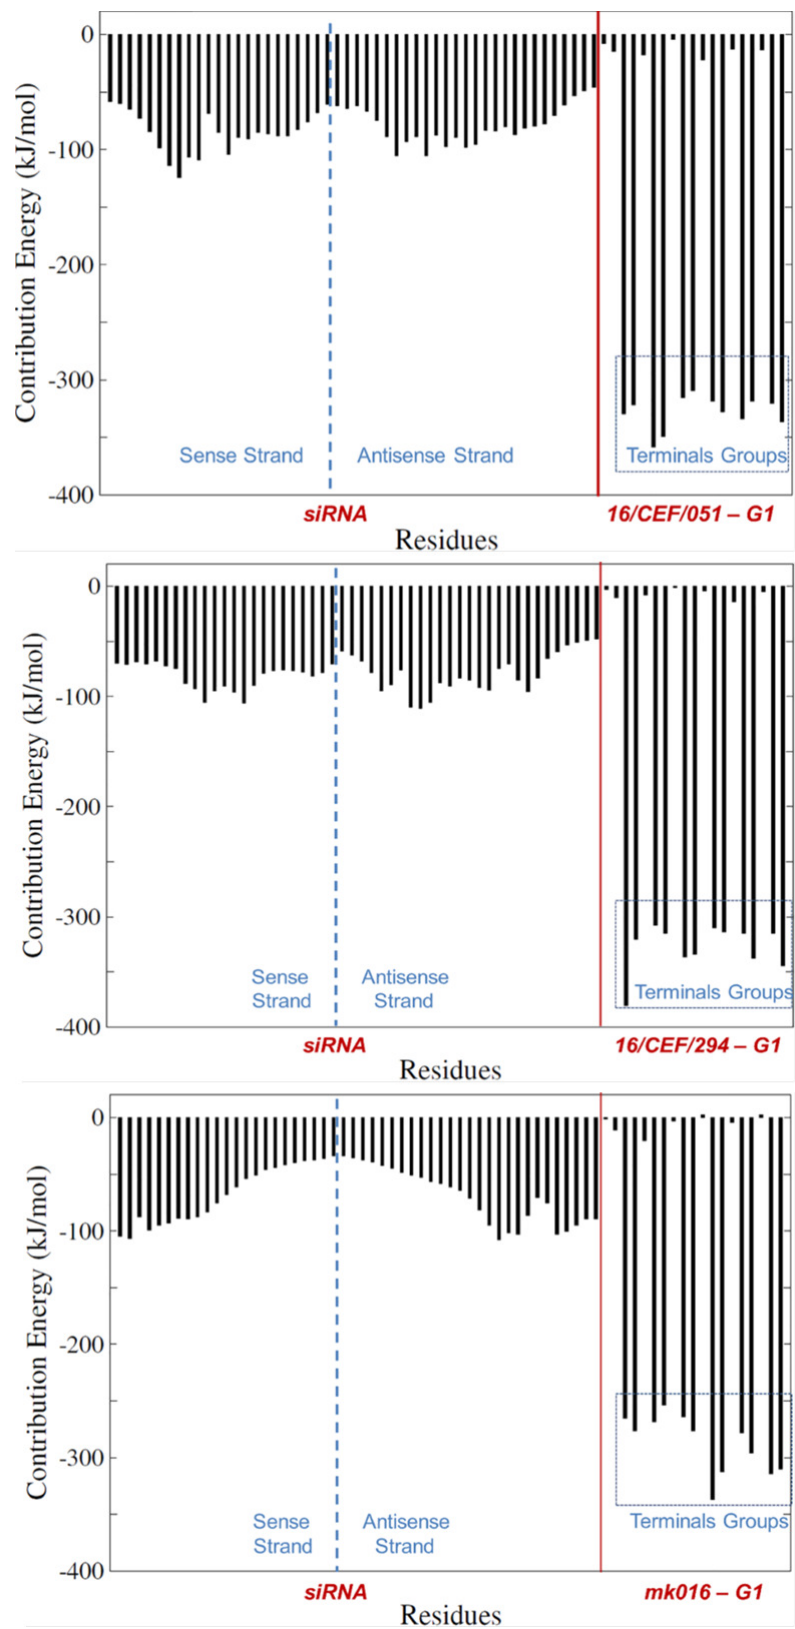 0
-100
-200
-300
-400
Contribution Energy (kJ/mol)
Sense Strand
Antisense Strand
Terminals Groups
siRNA
16/CEF/051 – G1
Residues
0
-100
-200
-300
-400
Contribution Energy (kJ/mol)
Sense
Strand
Antisense
Strand
Terminals Groups
siRNA
16/CEF/294 – G1
Residues
0
-100
-200
-300
-400
Contribution Energy (kJ/mol)
Sense
Strand
Antisense
Strand
Terminals Groups
siRNA
mk016 – G1
Residues